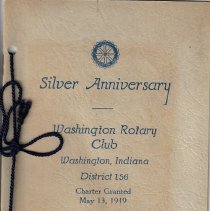 Silver Anniversary
Washington Rotary
Club
Washington, Indiana
District 156
Charter Granted
May 13, 1919